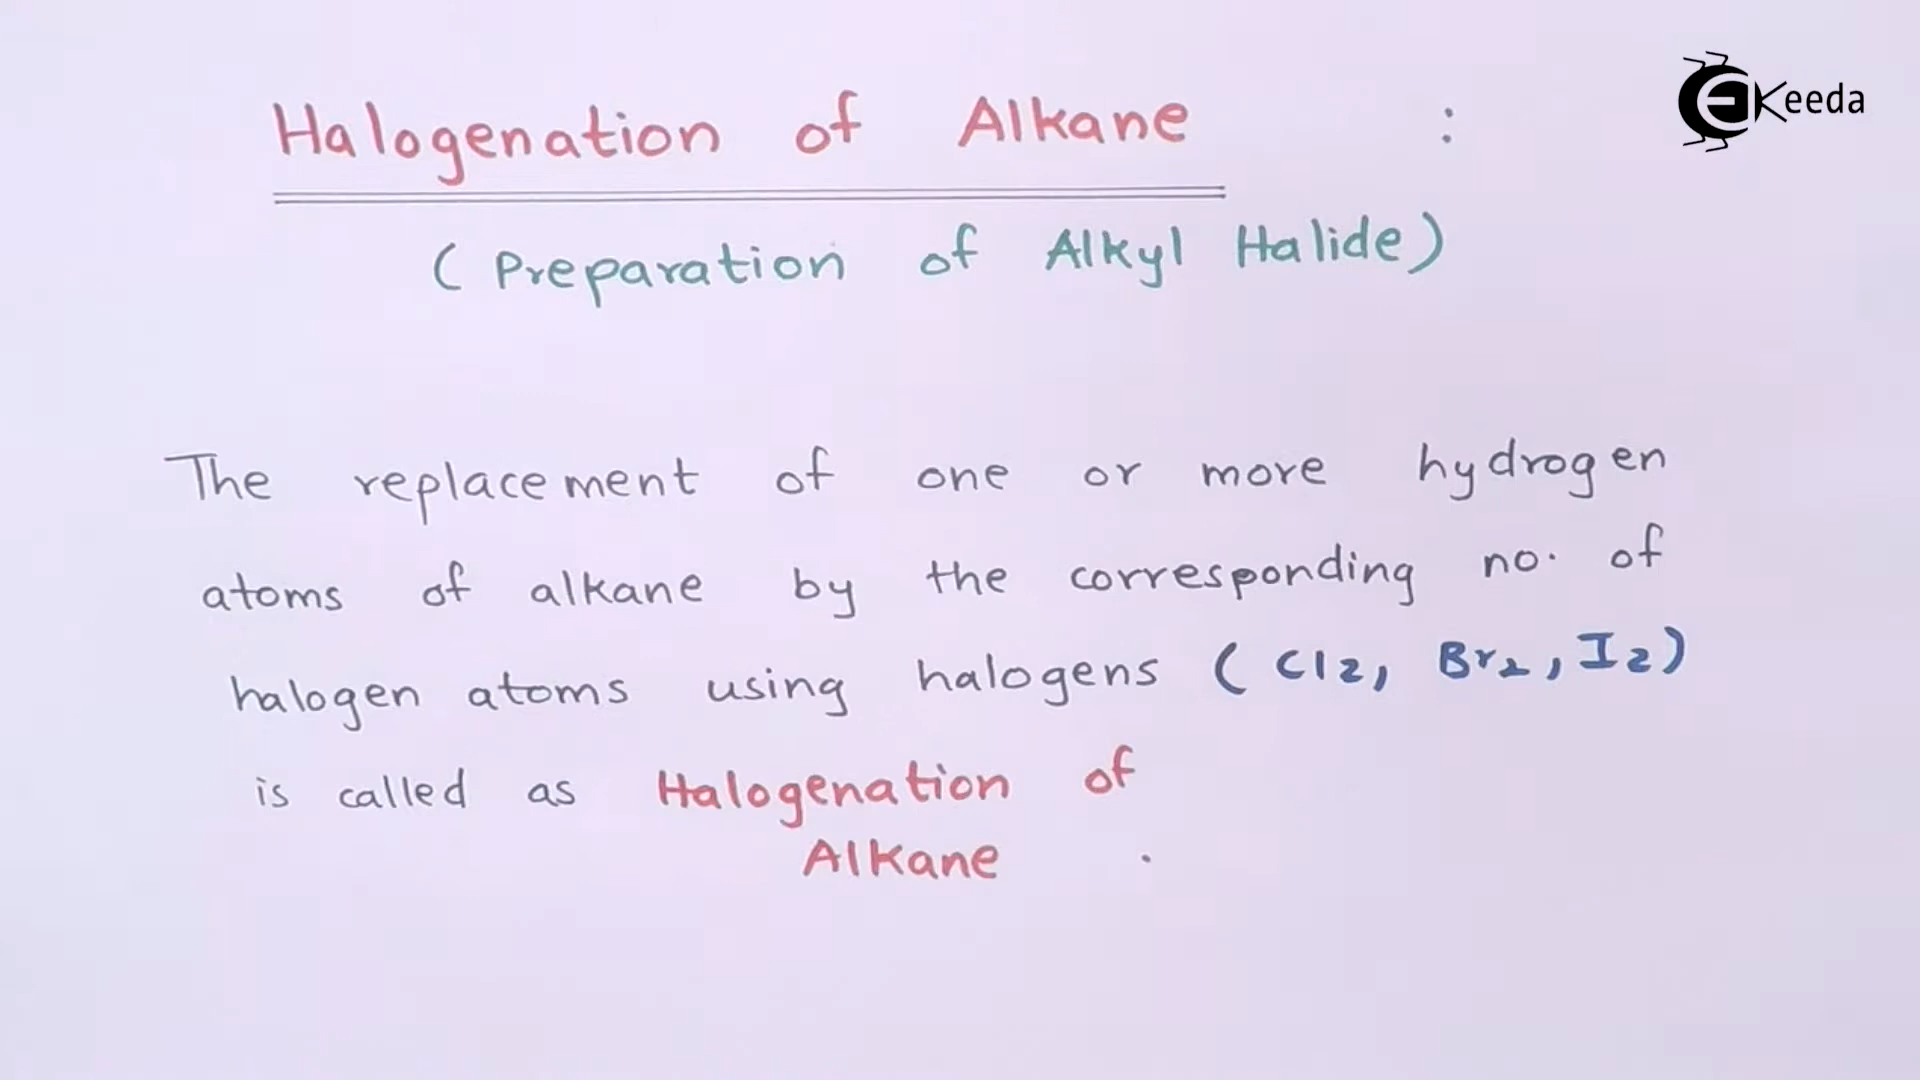 Halogenation of Alkane :
EKeeda
(Preparation of Alkyl Halide)
The replacement of one or more hydrogen
atoms of alkane by the corresponding no. of
halogen atoms using halogens (Cl2, Br2, I2)
is called as Halogenation of
Alkane .